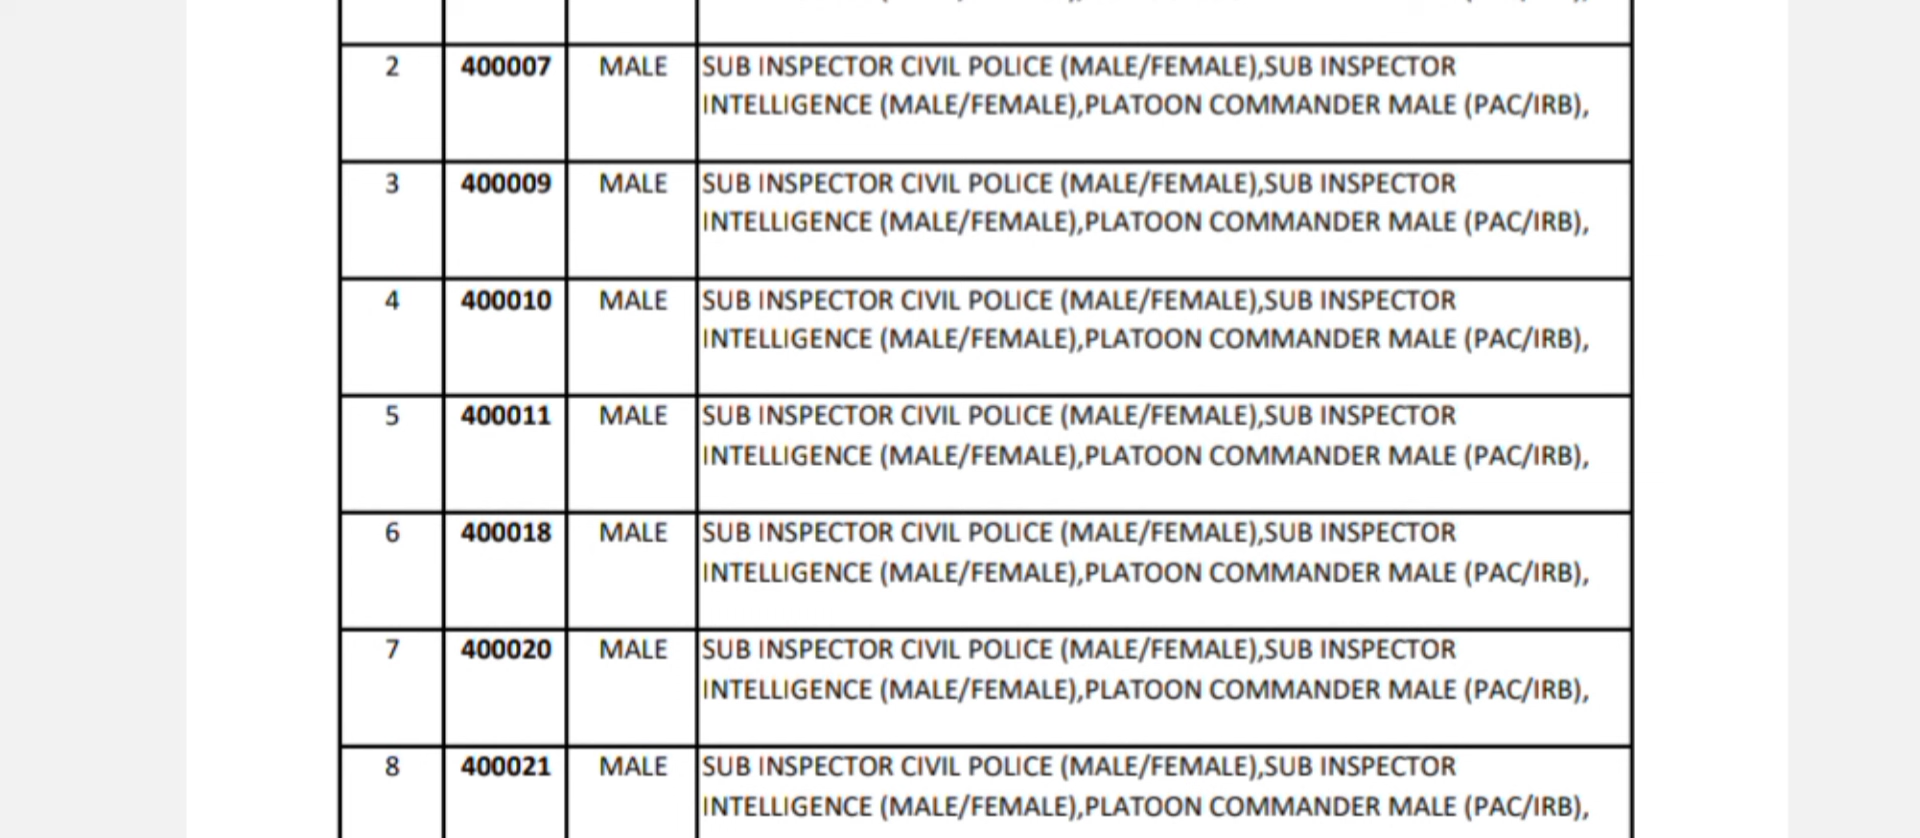 2 400007 MALE SUB INSPECTOR CIVIL POLICE (MALE/FEMALE),SUB INSPECTOR
INTELLIGENCE (MALE/FEMALE),PLATOON COMMANDER MALE (PAC/IRB),
3 400009 MALE SUB INSPECTOR CIVIL POLICE (MALE/FEMALE),SUB INSPECTOR
INTELLIGENCE (MALE/FEMALE),PLATOON COMMANDER MALE (PAC/IRB),
4 400010 MALE SUB INSPECTOR CIVIL POLICE (MALE/FEMALE),SUB INSPECTOR
INTELLIGENCE (MALE/FEMALE),PLATOON COMMANDER MALE (PAC/IRB),
5 400011 MALE SUB INSPECTOR CIVIL POLICE (MALE/FEMALE),SUB INSPECTOR
INTELLIGENCE (MALE/FEMALE),PLATOON COMMANDER MALE (PAC/IRB),
6 400018 MALE SUB INSPECTOR CIVIL POLICE (MALE/FEMALE),SUB INSPECTOR
INTELLIGENCE (MALE/FEMALE),PLATOON COMMANDER MALE (PAC/IRB),
7 400020 MALE SUB INSPECTOR CIVIL POLICE (MALE/FEMALE),SUB INSPECTOR
INTELLIGENCE (MALE/FEMALE),PLATOON COMMANDER MALE (PAC/IRB),
8 400021 MALE SUB INSPECTOR CIVIL POLICE (MALE/FEMALE),SUB INSPECTOR
INTELLIGENCE (MALE/FEMALE),PLATOON COMMANDER MALE (PAC/IRB),